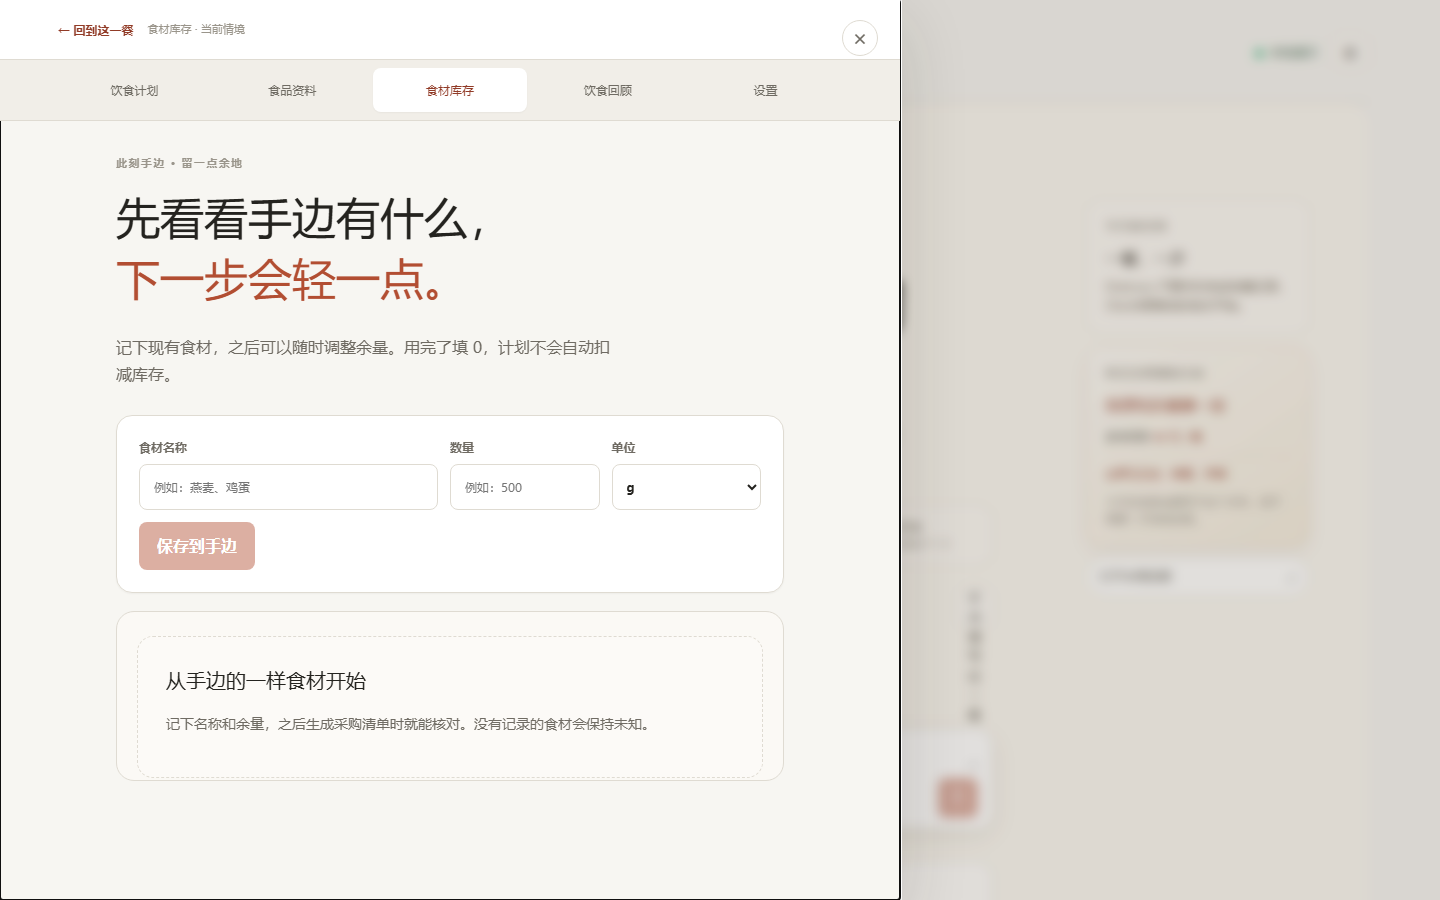 ← 回到这一餐 食材库存 · 当前情境
×
饮食计划 食品资料 食材库存 饮食回顾 设置
此刻手边 • 留一点余地
先看看手边有什么，
下一步会轻一点。
记下现有食材，之后可以随时调整余量。用完了填 0，计划不会自动扣
减库存。
食材名称 数量 单位
例如：燕麦、鸡蛋 例如：500 g
保存到手边
从手边的一样食材开始
记下名称和余量，之后生成采购清单时就能核对。没有记录的食材会保持未知。